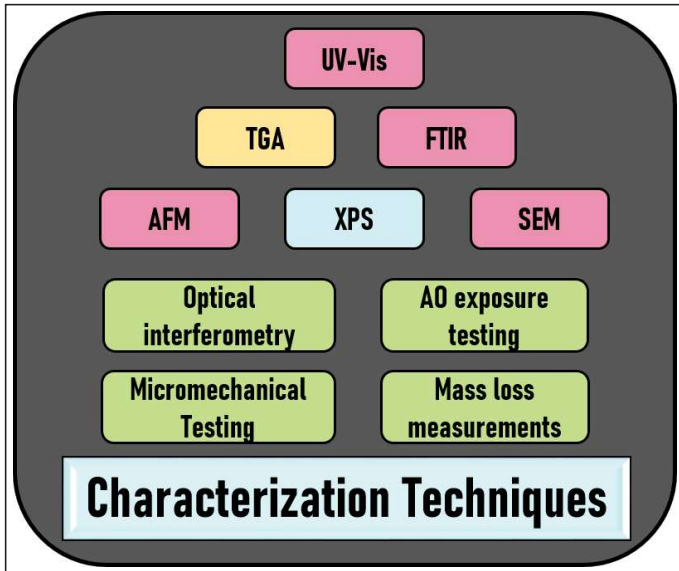 UV-Vis
TGA
FTIR
AFM
XPS
SEM
Optical
interferometry
AO exposure
testing
Micromechanical
Testing
Mass loss
measurements
Characterization Techniques